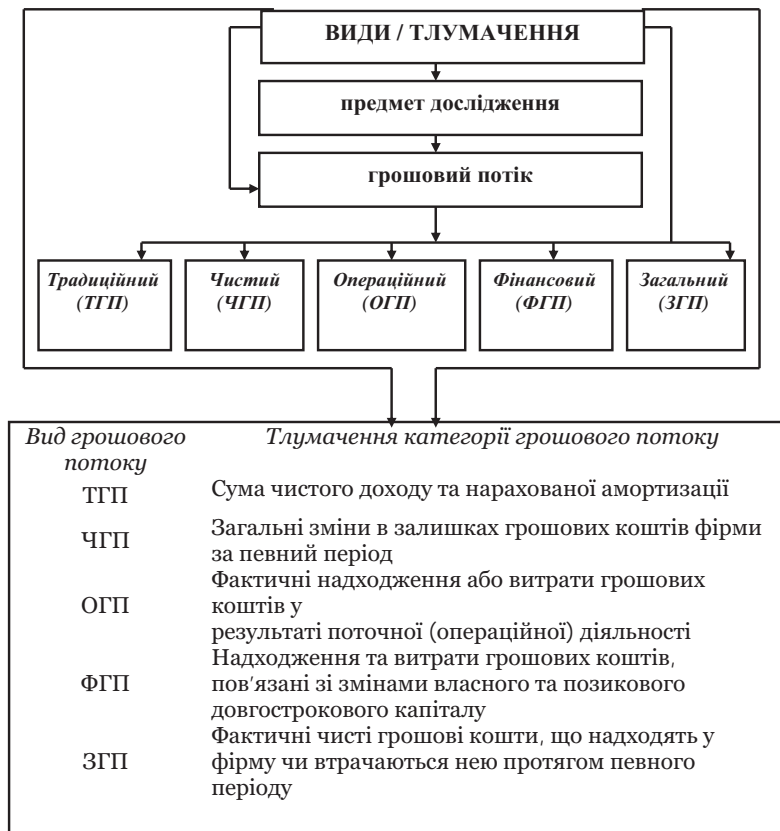 ВИДИ / ТЛУМАЧЕННЯ
предмет дослідження
грошовий потік
Традиційний
(ТГП)
Чистий
(ЧГП)
Операційний
(ОГП)
Фінансовий
(ФГП)
Загальний
(ЗГП)
Вид грошового
потоку
Тлумачення категорії грошового потоку
ТГП
Сума чистого доходу та нарахованої амортизації
ЧГП
Загальні зміни в залишках грошових коштів фірми
за певний період
ОГП
Фактичні надходження або витрати грошових
коштів у
результаті поточної (операційної) діяльності
ФГП
Надходження та витрати грошових коштів,
пов’язані зі змінами власного та позикового
довгострокового капіталу
ЗГП
Фактичні чисті грошові кошти, що надходять у
фірму чи втрачаються нею протягом певного
періоду